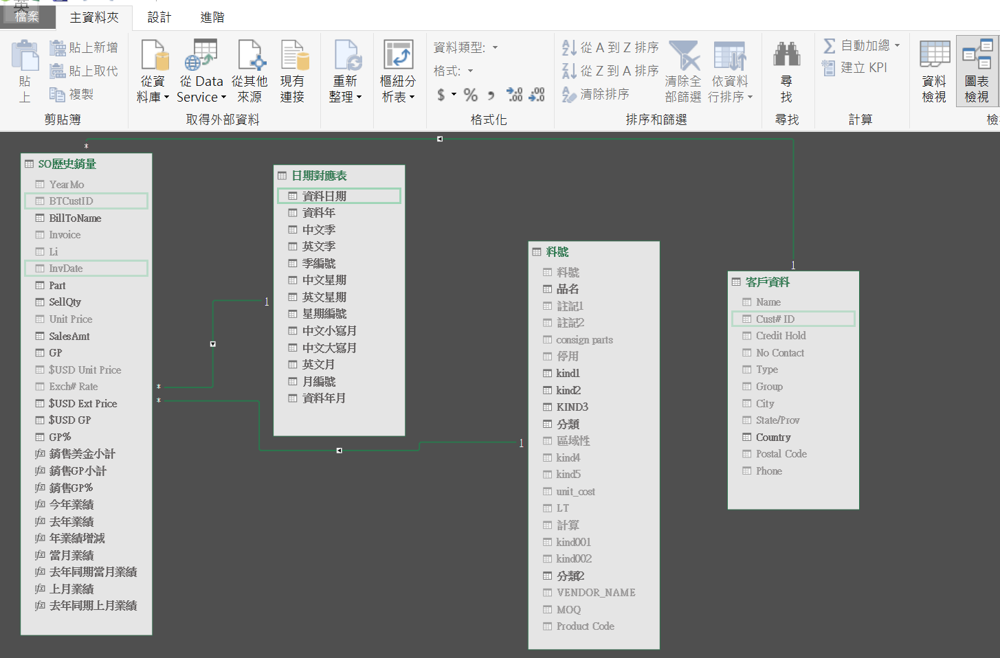 英
檔案
主資料夾
設計
進階
貼上
貼上新增
貼上取代
複製
剪貼簿
從資料庫
從 Data Service
從其他來源
取得外部資料
現有連接
重新整理
樞紐分析表
資料類型:
格式:
$ % ,
.0 .00
.00 .0
格式化
從 A 到 Z 排序
從 Z 到 A 排序
清除排序
清除全部篩選
依資料行排序
排序和篩選
尋找
尋找
自動加總
建立 KPI
計算
資料檢視
圖表檢視
檢
*
1
SO歷史銷量
YearMo
BTCustID
BillToName
Invoice
Li
InvDate
Part
SellQty
Unit Price
SalesAmt
GP
$USD Unit Price
Exch# Rate
$USD Ext Price
$USD GP
GP%
銷售美金小計
銷售GP小計
銷售GP%
今年業績
去年業績
年業績增減
當月業績
去年同期當月業績
上月業績
去年同期上月業績
*
*
1
日期對應表
資料日期
資料年
中文季
英文季
季編號
中文星期
英文星期
星期編號
中文小寫月
中文大寫月
英文月
月編號
資料年月
1
料號
料號
品名
註記1
註記2
consign parts
停用
kind1
kind2
KIND3
分類
區域性
kind4
kind5
unit_cost
LT
計算
kind001
kind002
分類2
VENDOR_NAME
MOQ
Product Code
客戶資料
Name
Cust# ID
Credit Hold
No Contact
Type
Group
City
State/Prov
Country
Postal Code
Phone